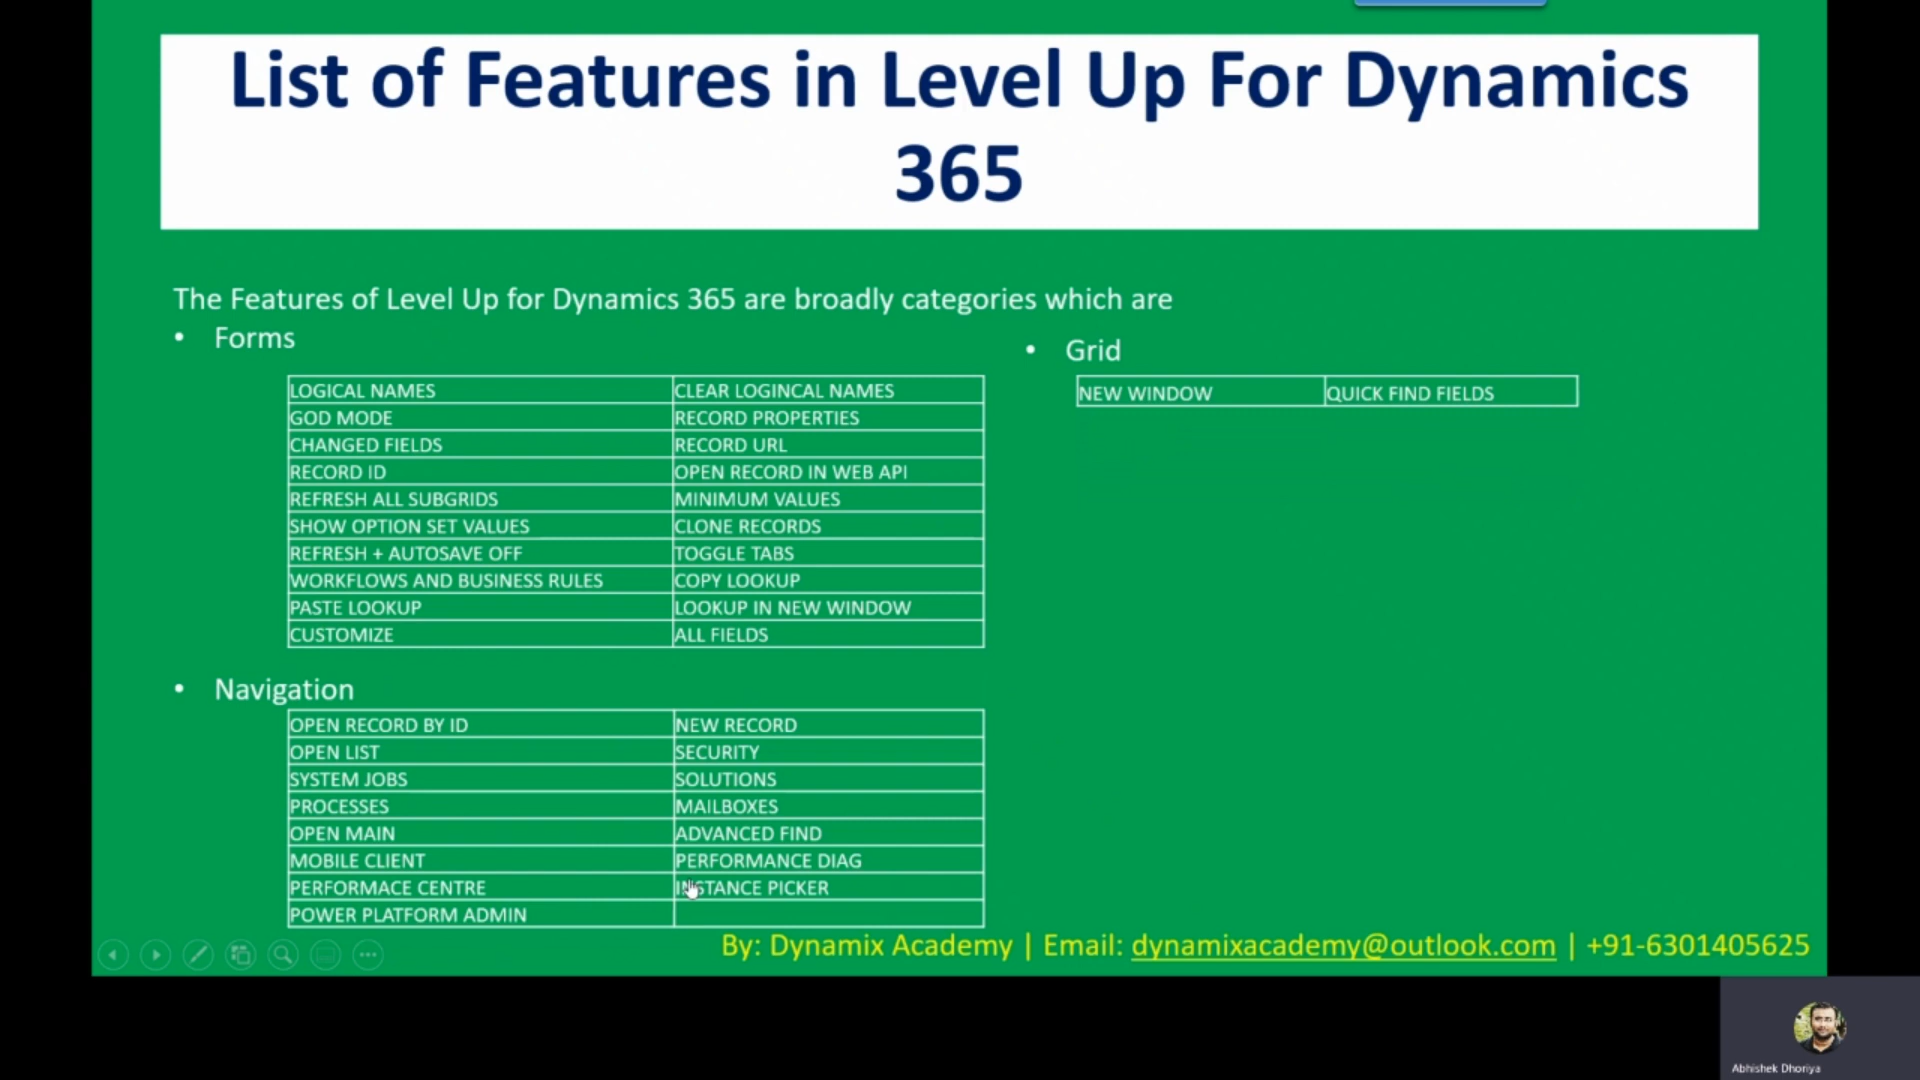 List of Features in Level Up For Dynamics
365
The Features of Level Up for Dynamics 365 are broadly categories which are
• Forms
LOGICAL NAMES CLEAR LOGINCAL NAMES
GOD MODE RECORD PROPERTIES
CHANGED FIELDS RECORD URL
RECORD ID OPEN RECORD IN WEB API
REFRESH ALL SUBGRIDS MINIMUM VALUES
SHOW OPTION SET VALUES CLONE RECORDS
REFRESH + AUTOSAVE OFF TOGGLE TABS
WORKFLOWS AND BUSINESS RULES COPY LOOKUP
PASTE LOOKUP LOOKUP IN NEW WINDOW
CUSTOMIZE ALL FIELDS
• Grid
NEW WINDOW QUICK FIND FIELDS
• Navigation
OPEN RECORD BY ID NEW RECORD
OPEN LIST SECURITY
SYSTEM JOBS SOLUTIONS
PROCESSES MAILBOXES
OPEN MAIN ADVANCED FIND
MOBILE CLIENT PERFORMANCE DIAG
PERFORMACE CENTRE INSTANCE PICKER
POWER PLATFORM ADMIN
By: Dynamix Academy | Email: dynamixacademy@outlook.com | +91-6301405625
Abhishek Dhoriya